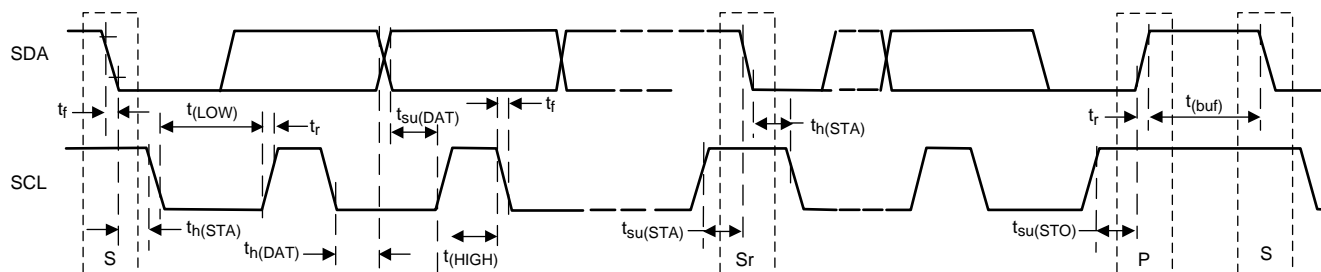 SDA
t_f
t_(LOW)
t_r
t_su(DAT)
t_f
t_h(STA)
t_r
t_(buf)
SCL
t_h(STA)
t_h(DAT)
t_(HIGH)
t_su(STA)
t_su(STO)
S
Sr
P
S